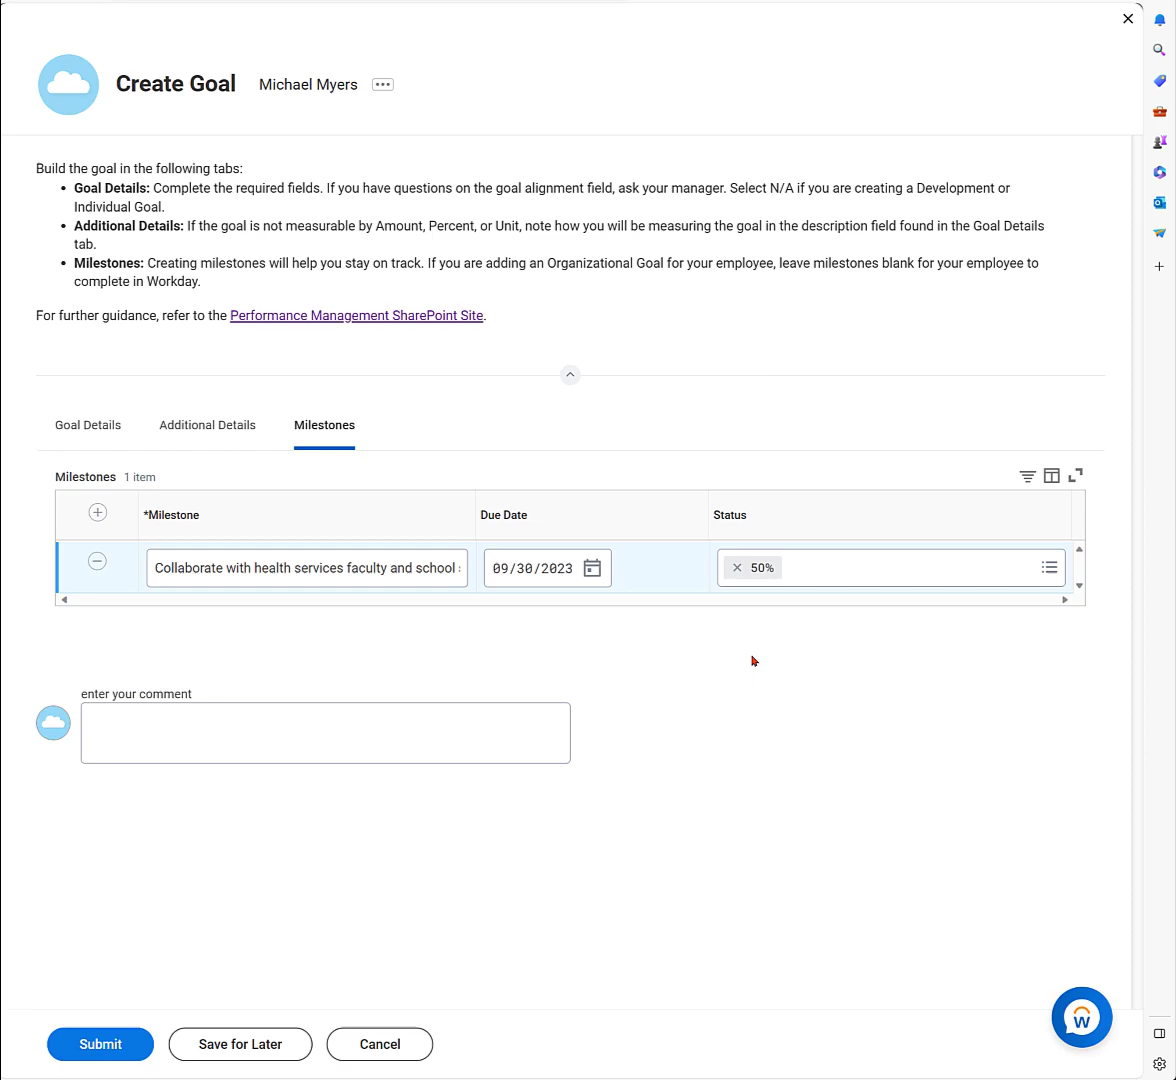 Create Goal Michael Myers
Build the goal in the following tabs:
• Goal Details: Complete the required fields. If you have questions on the goal alignment field, ask your manager. Select N/A if you are creating a Development or
Individual Goal.
• Additional Details: If the goal is not measurable by Amount, Percent, or Unit, note how you will be measuring the goal in the description field found in the Goal Details
tab.
• Milestones: Creating milestones will help you stay on track. If you are adding an Organizational Goal for your employee, leave milestones blank for your employee to
complete in Workday.
For further guidance, refer to the Performance Management SharePoint Site.
Goal Details Additional Details Milestones
Milestones 1 item
*Milestone Due Date Status
Collaborate with health services faculty and school 09/30/2023 50%
enter your comment
W
Submit Save for Later Cancel